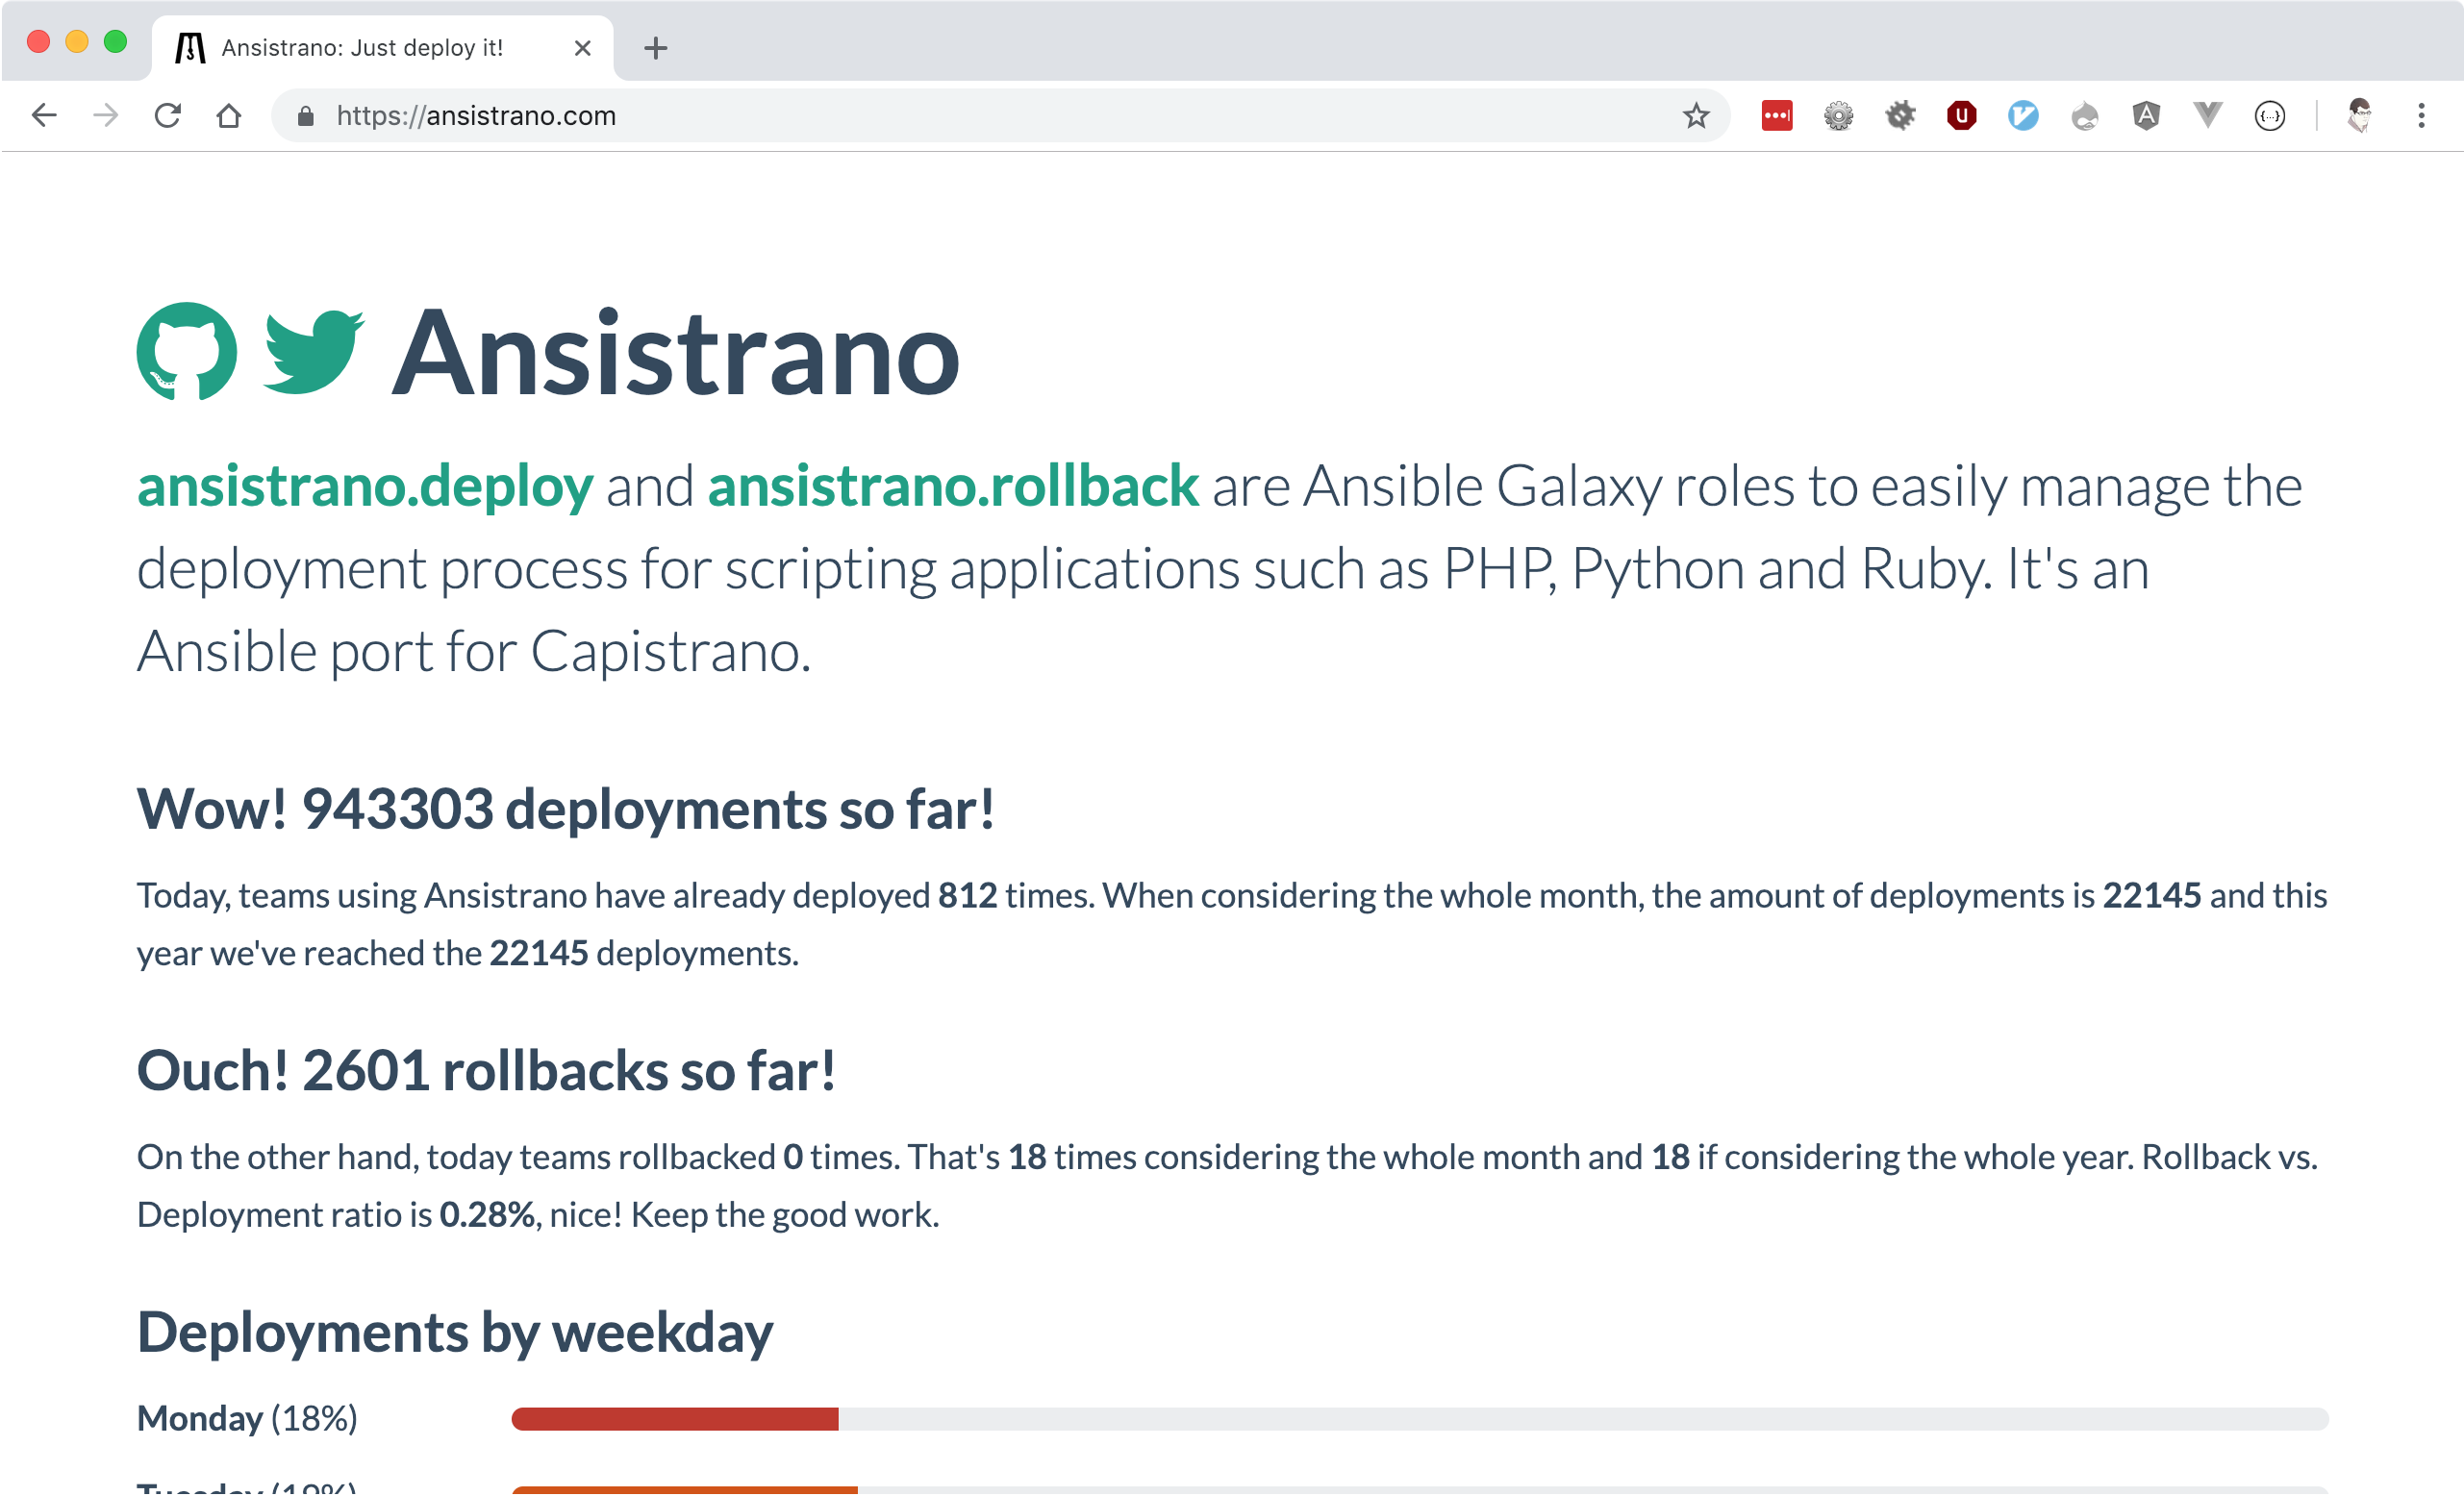 Ansistrano: Just deploy it!
https://ansistrano.com
Ansistrano
ansistrano.deploy and ansistrano.rollback are Ansible Galaxy roles to easily manage the
deployment process for scripting applications such as PHP, Python and Ruby. It's an
Ansible port for Capistrano.
Wow! 943303 deployments so far!
Today, teams using Ansistrano have already deployed 812 times. When considering the whole month, the amount of deployments is 22145 and this
year we've reached the 22145 deployments.
Ouch! 2601 rollbacks so far!
On the other hand, today teams rollbacked 0 times. That's 18 times considering the whole month and 18 if considering the whole year. Rollback vs.
Deployment ratio is 0.28%, nice! Keep the good work.
Deployments by weekday
Monday (18%)
Tuesday (19%)